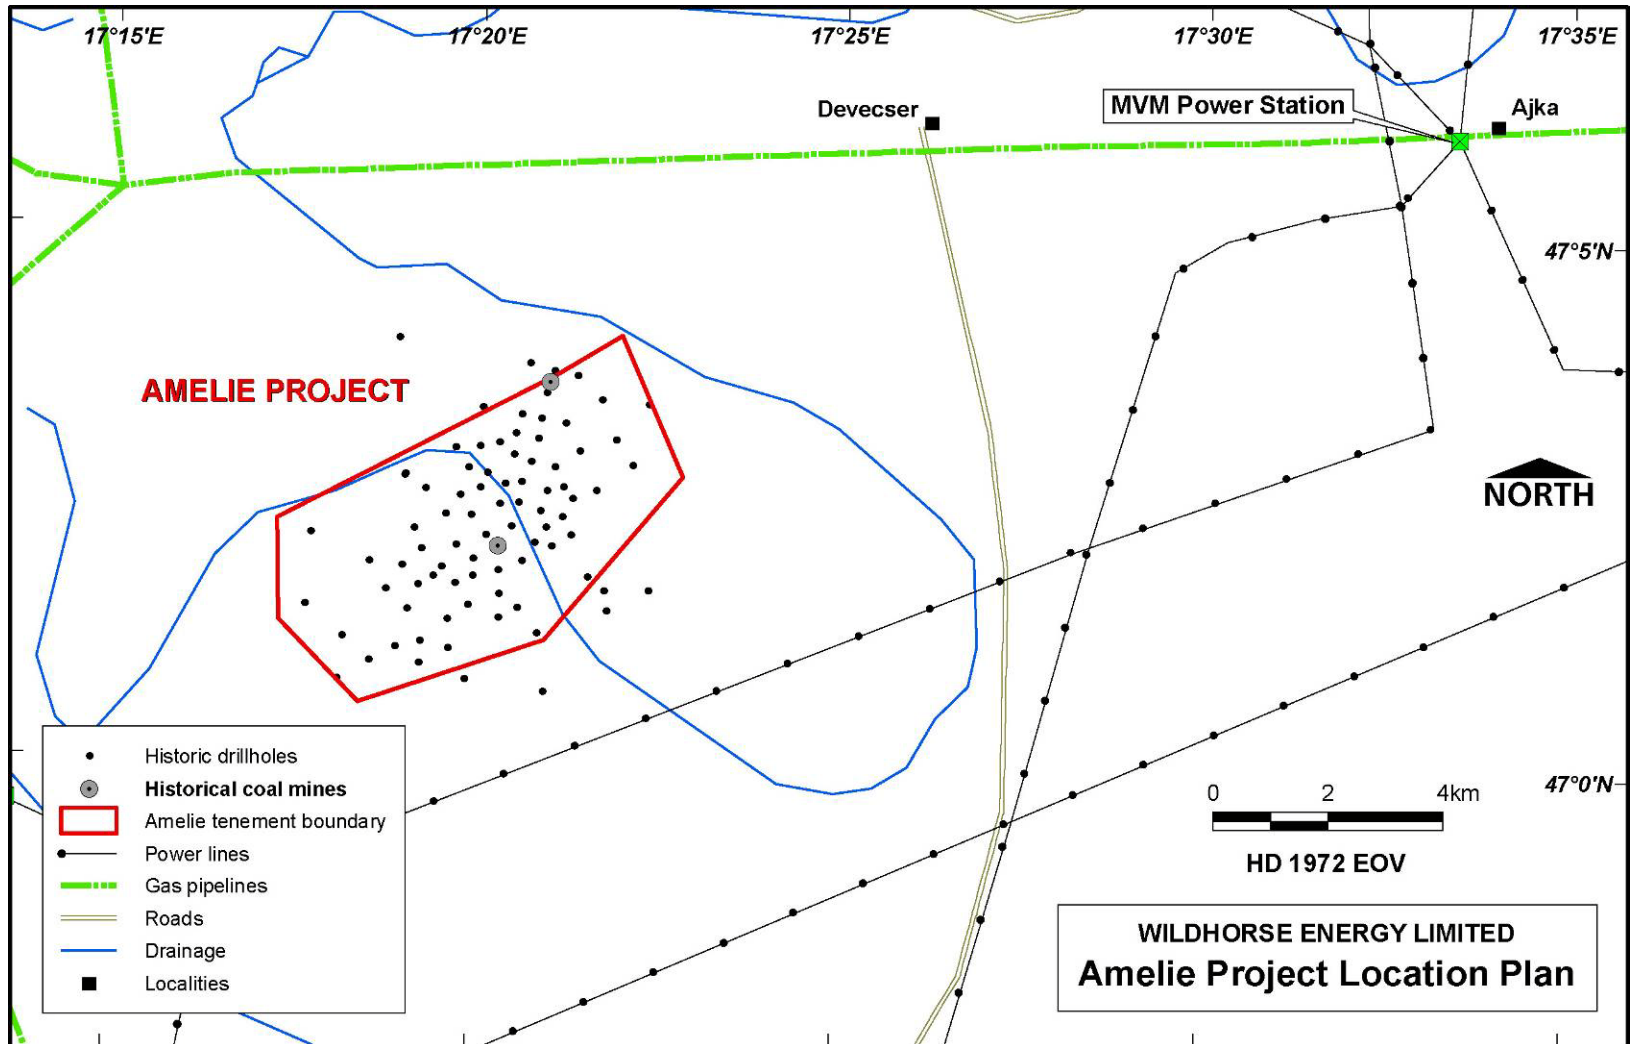 17°15'E
17°20'E
17°25'E
17°30'E
17°35'E
Devecser
MVM Power Station
Ajka
47°5'N
AMELIE PROJECT
NORTH
47°0'N
Historic drillholes
Historical coal mines
Amelie tenement boundary
Power lines
Gas pipelines
Roads
Drainage
Localities
0 2 4km
HD 1972 EOV
WILDHORSE ENERGY LIMITED
Amelie Project Location Plan